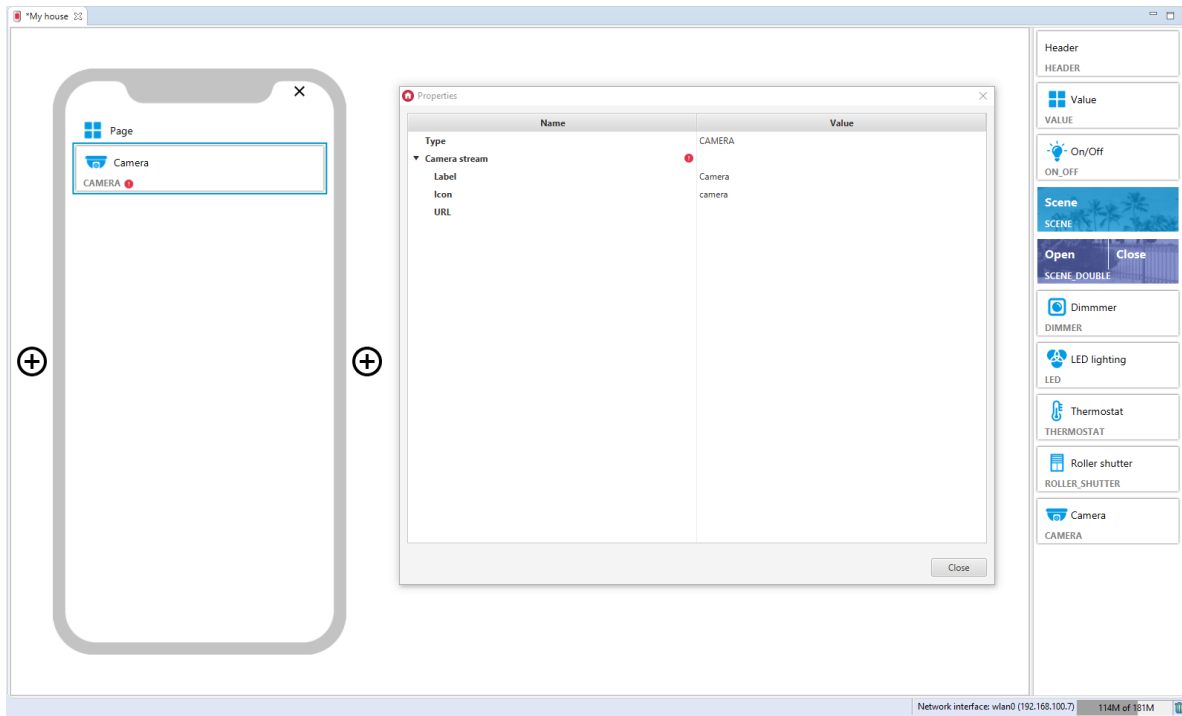 *My house
Page
Camera
CAMERA
Properties
Name Value
Type CAMERA
Camera stream
Label Camera
Icon camera
URL
Close
Header
HEADER
Value
VALUE
On/Off
ON_OFF
Scene
SCENE
Open Close
SCENE_DOUBLE
Dimmmer
DIMMER
LED lighting
LED
Thermostat
THERMOSTAT
Roller shutter
ROLLER_SHUTTER
Camera
CAMERA
Network interface: wlan0 (192.168.100.7) 114M of 181M